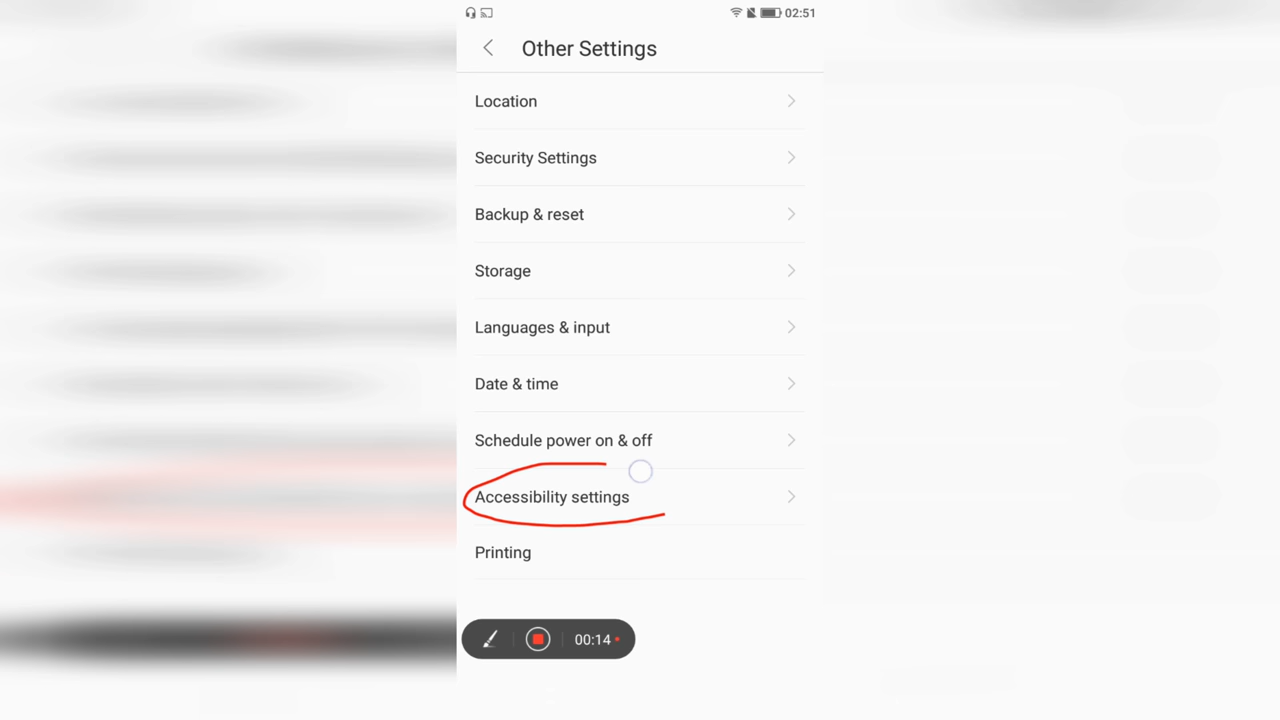 02:51
Other Settings
Location
Security Settings
Backup & reset
Storage
Languages & input
Date & time
Schedule power on & off
Accessibility settings
Printing
00:14